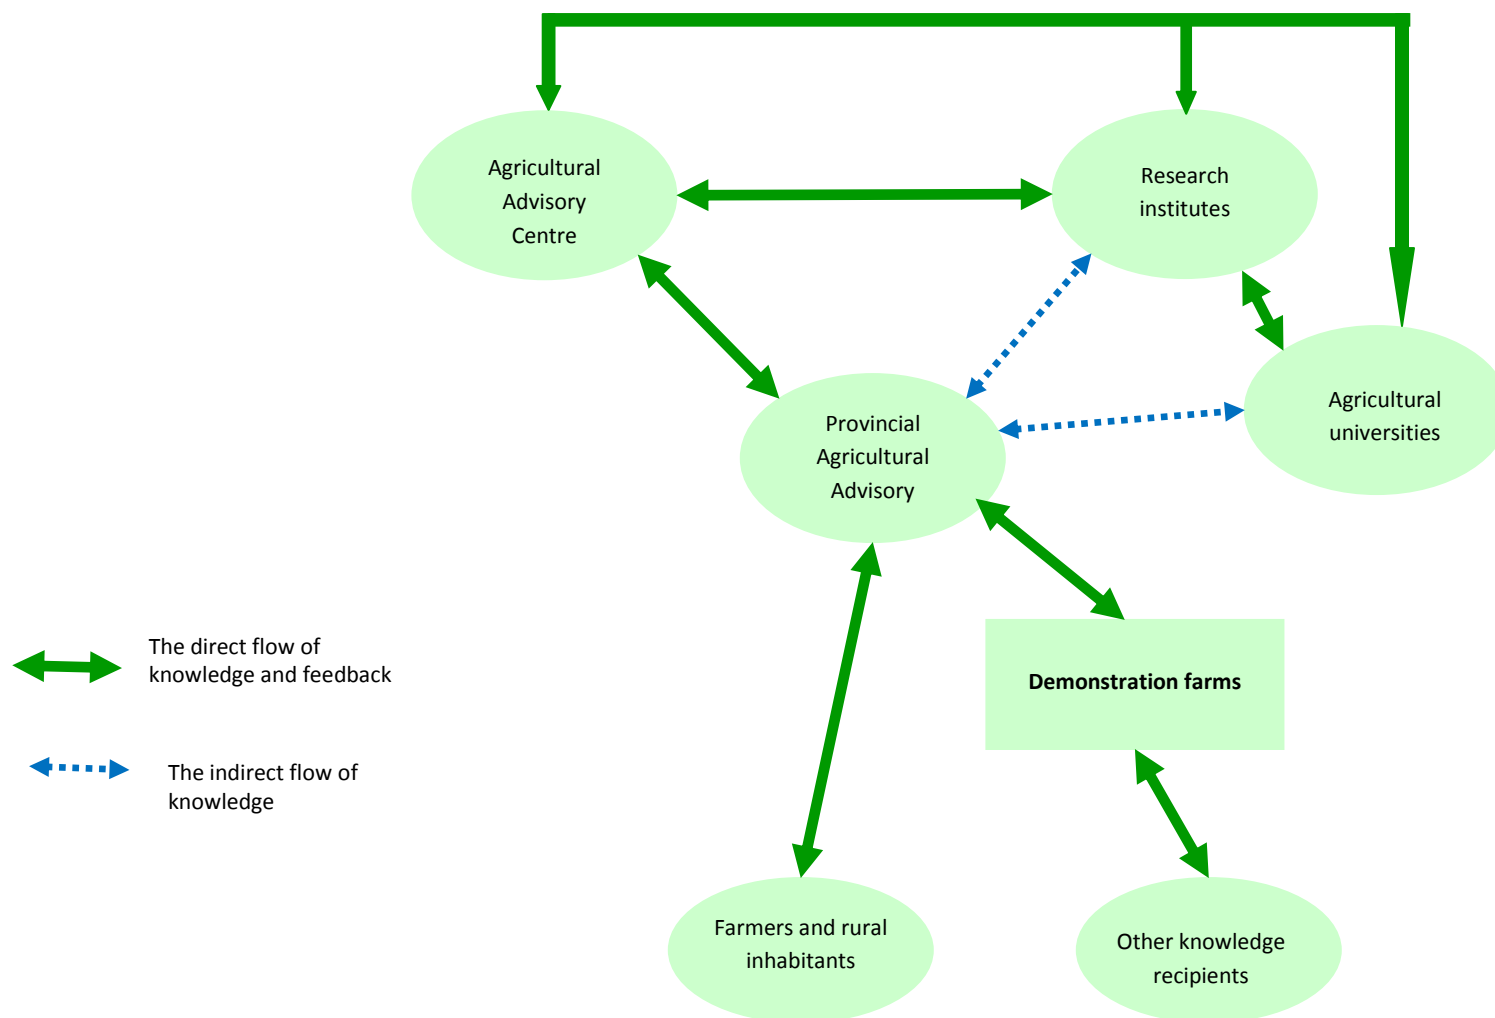 Agricultural
Advisory
Centre
Research
institutes
Agricultural
universities
Provincial
Agricultural
Advisory
The direct flow of
knowledge and feedback
Demonstration farms
The indirect flow of
knowledge
Farmers and rural
inhabitants
Other knowledge
recipients